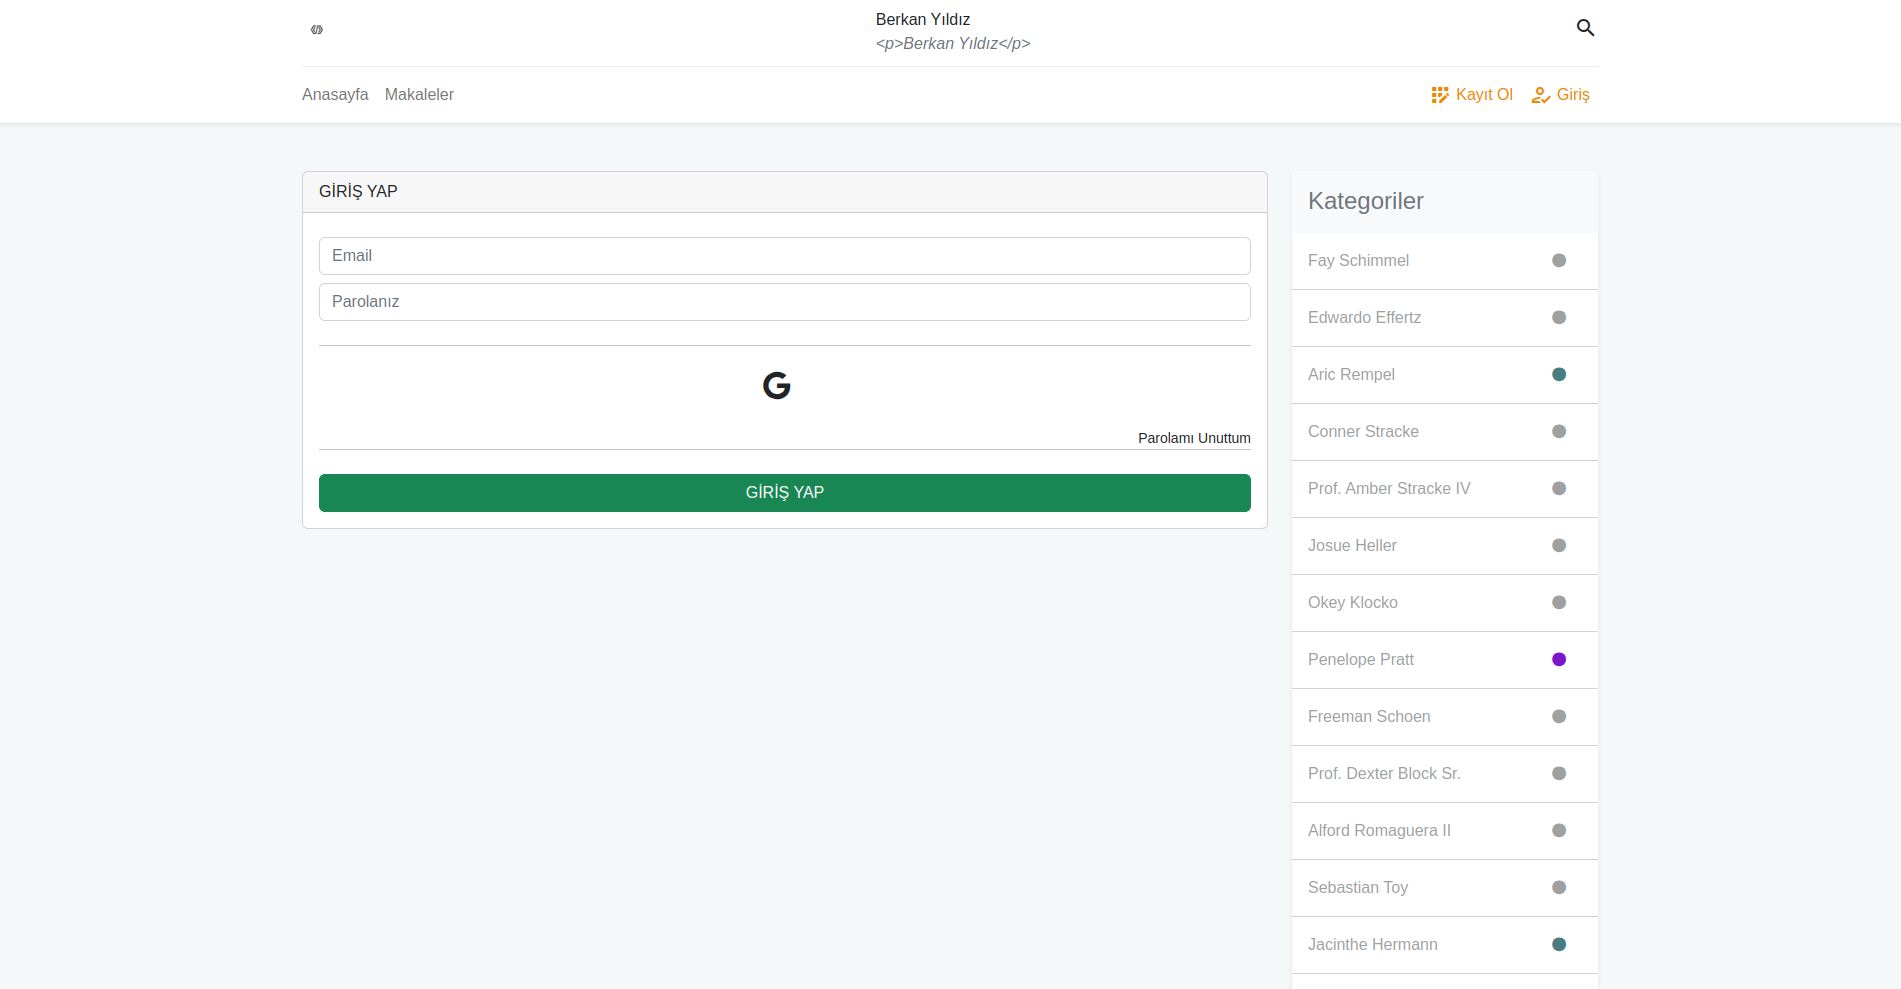 Berkan Yıldız
<p>Berkan Yıldız</p>
Anasayfa Makaleler
Kayıt Ol Giriş
GİRİŞ YAP
Email
Parolanız
G
Parolamı Unuttum
GİRİŞ YAP
Kategoriler
Fay Schimmel
Edwardo Effertz
Aric Rempel
Conner Stracke
Prof. Amber Stracke IV
Josue Heller
Okey Klocko
Penelope Pratt
Freeman Schoen
Prof. Dexter Block Sr.
Alford Romaguera II
Sebastian Toy
Jacinthe Hermann